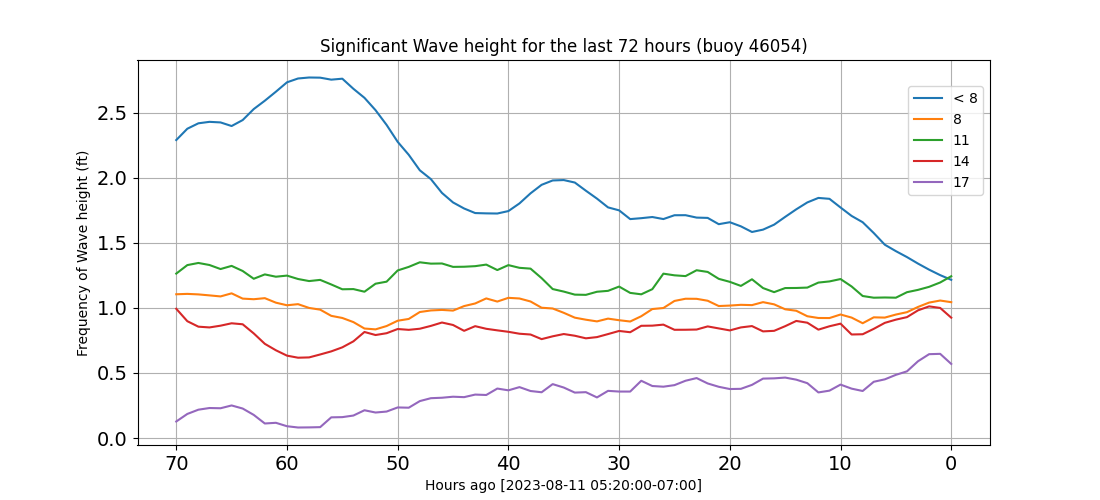 Significant Wave height for the last 72 hours (buoy 46054)
Frequency of Wave height (ft)
2.5
2.0
1.5
1.0
0.5
0.0
< 8
8
11
14
17
70 60 50 40 30 20 10 0
Hours ago [2023-08-11 05:20:00-07:00]